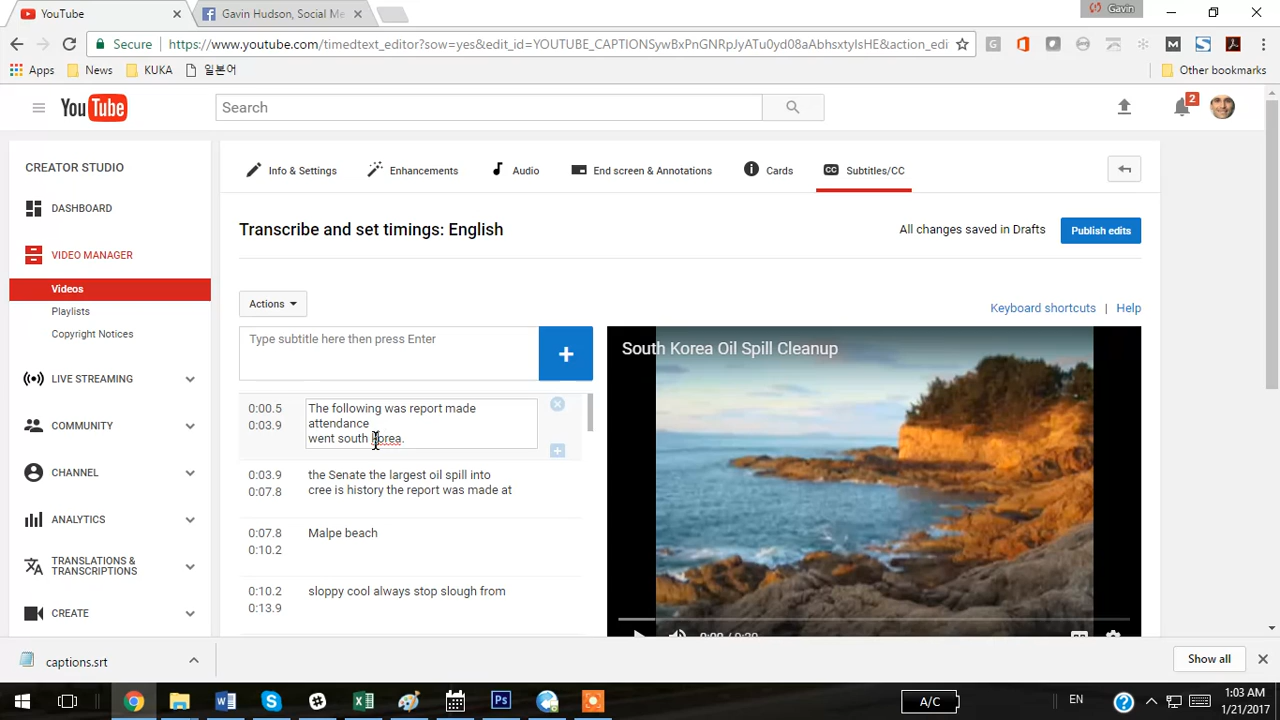 YouTube
Gavin Hudson, Social Me
Gavin
Secure
https://www.youtube.com/timedtext_editor?sow=yes&edit_id=YOUTUBE_CAPTIONSywBxPnGNRpJyATu0yd08aAbhsxtyIsHE&action_edi
Apps
News
KUKA
일본어
Other bookmarks
YouTube
Search
2
CREATOR STUDIO
DASHBOARD
VIDEO MANAGER
Videos
Playlists
Copyright Notices
LIVE STREAMING
COMMUNITY
CHANNEL
ANALYTICS
TRANSLATIONS &
TRANSCRIPTIONS
CREATE
Info & Settings
Enhancements
Audio
End screen & Annotations
Cards
CC Subtitles/CC
Transcribe and set timings: English
All changes saved in Drafts
Publish edits
Actions
Keyboard shortcuts | Help
Type subtitle here then press Enter
+
0:00.5 The following was report made
attendance
0:03.9
went south korea.
0:03.9 the Senate the largest oil spill into
0:07.8 cree is history the report was made at
0:07.8 Malpe beach
0:10.2
0:10.2 sloppy cool always stop slough from
0:13.9
South Korea Oil Spill Cleanup
captions.srt
Show all
A/C
EN
1:03 AM
1/21/2017